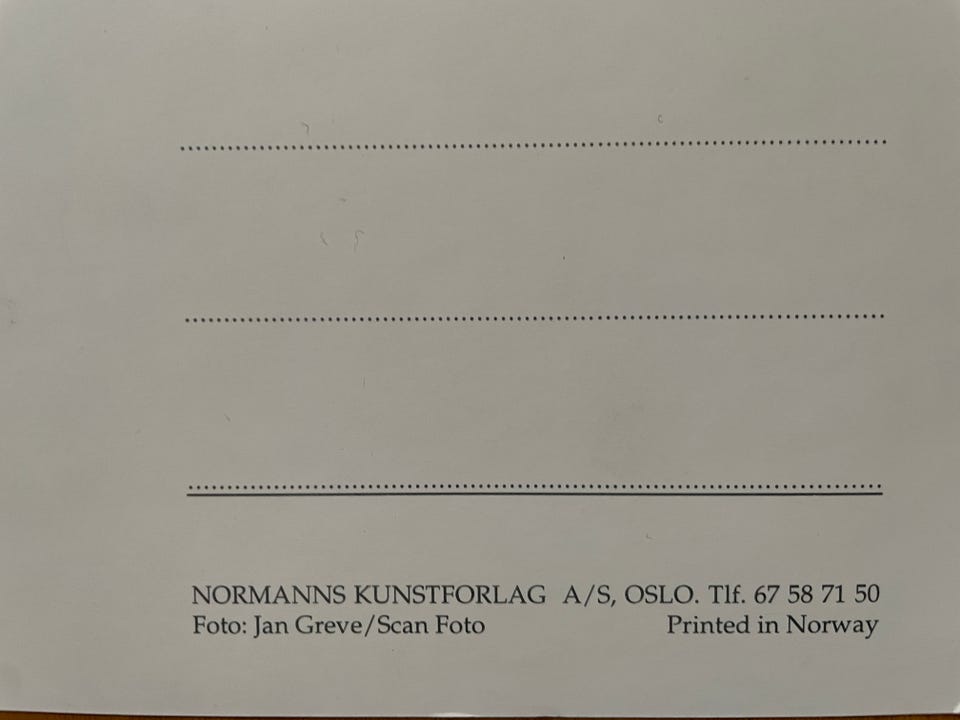 NORMANNS KUNSTFORLAG A/S, OSLO. Tlf. 67 58 71 50
Foto: Jan Greve/Scan Foto Printed in Norway